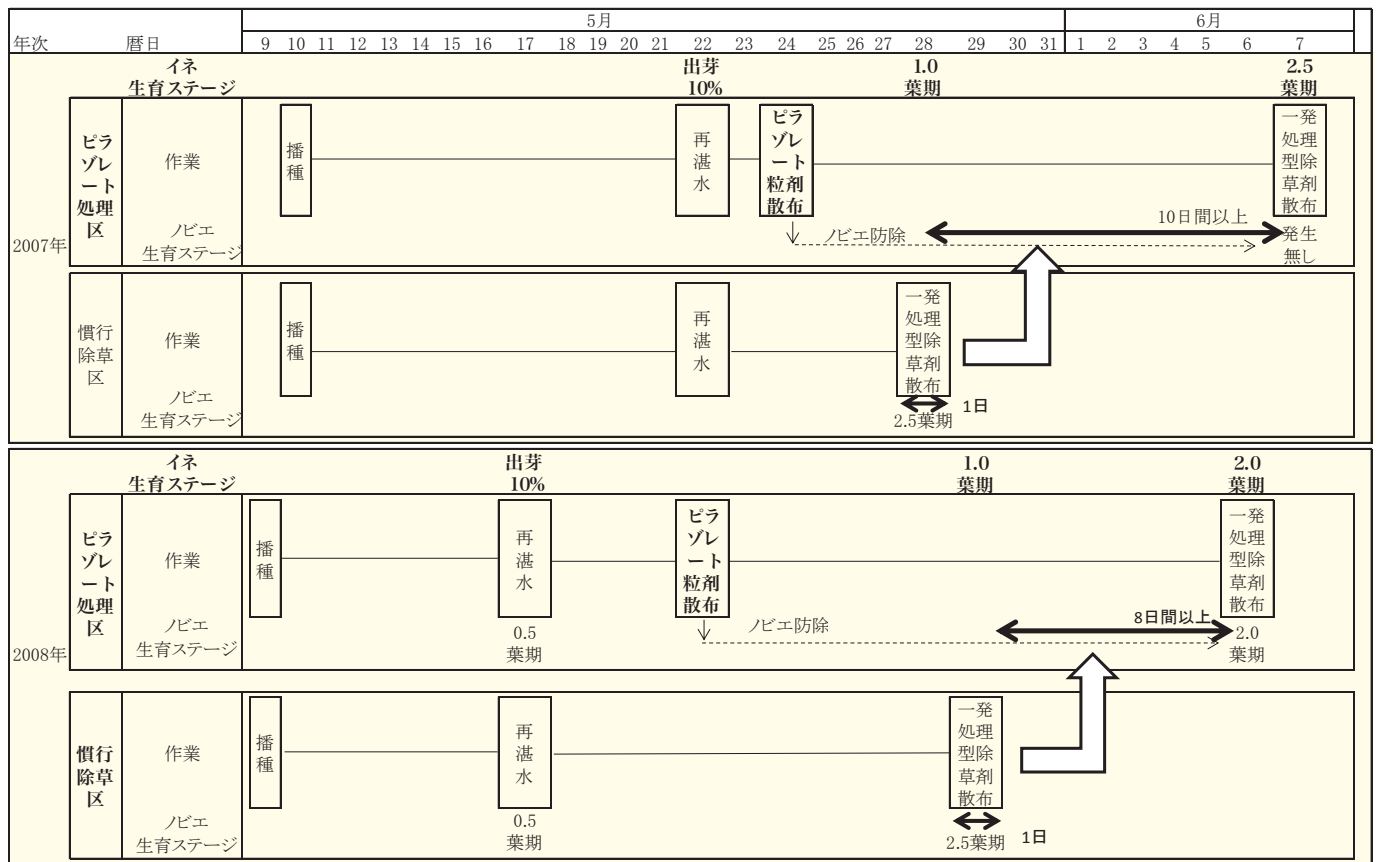 5月
6月
年次
暦日
9 10 11 12 13 14 15 16 17 18 19 20 21 22 23 24 25 26 27 28 29 30 31 1 2 3 4 5 6 7
イネ
生育ステージ
出芽
10%
1.0
葉期
2.5
葉期
2007年
ピラ
ゾレ
ート
処理
区
作業
播
種
再
湛
水
ピラ
ゾレ
ート
粒剤
散布
一発
処理
型除
草剤
散布
ノビエ
生育ステージ
ノビエ防除
10日間以上
発生
無し
慣行
除草
区
作業
播
種
再
湛
水
一発
処理
型除
草剤
散布
ノビエ
生育ステージ
2.5葉期
1日
イネ
生育ステージ
出芽
10%
1.0
葉期
2.0
葉期
2008年
ピラ
ゾレ
ート
処理
区
作業
播
種
再
湛
水
ピラ
ゾレ
ート
粒剤
散布
一発
処理
型除
草剤
散布
ノビエ
生育ステージ
0.5
葉期
ノビエ防除
8日間以上
2.0
葉期
慣行
除草
区
作業
播
種
再
湛
水
一発
処理
型除
草剤
散布
ノビエ
生育ステージ
0.5
葉期
2.5葉期
1日